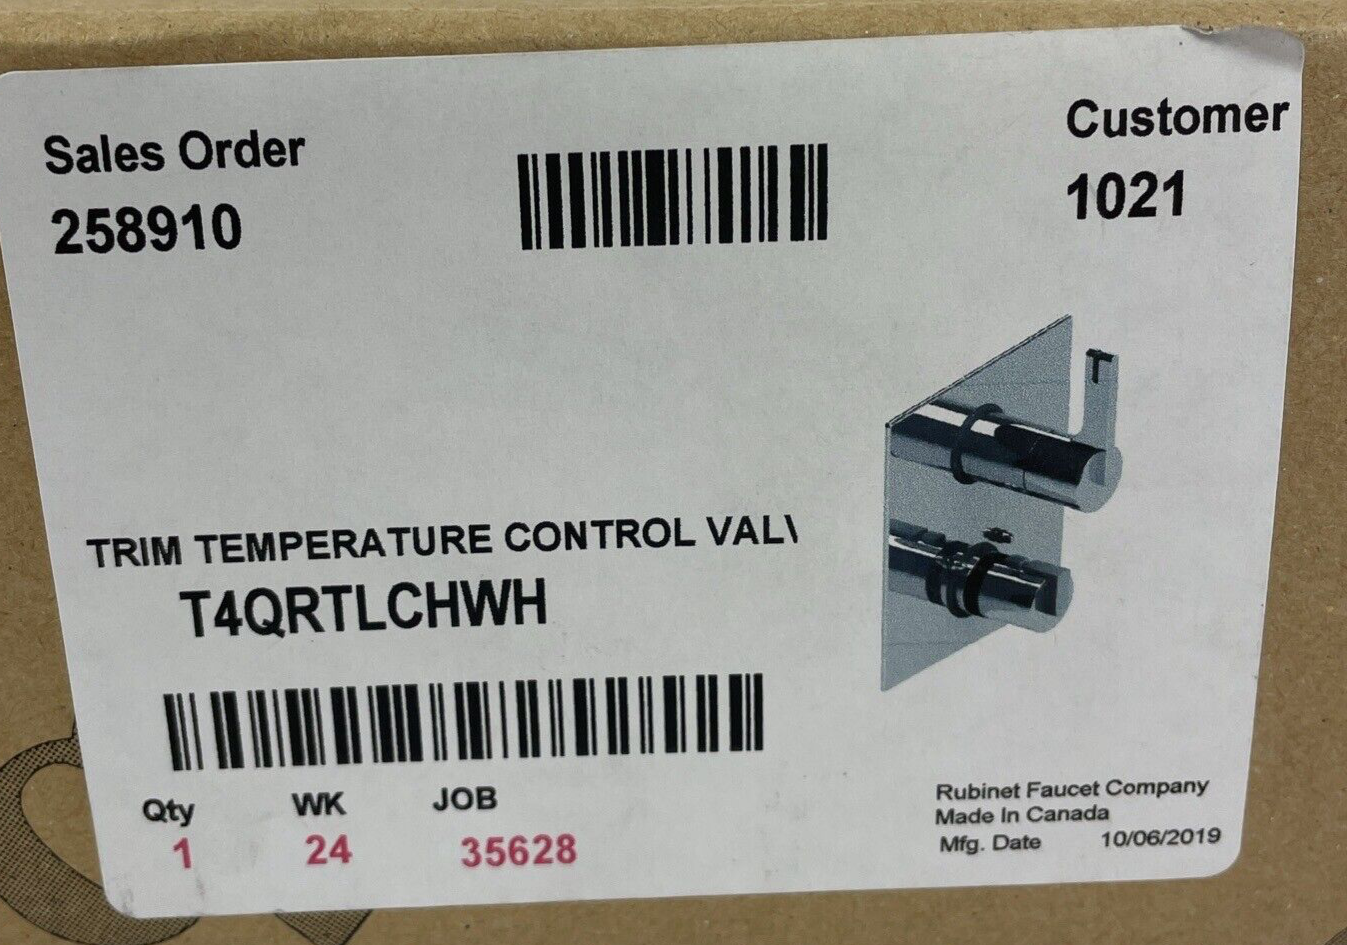 Sales Order
258910
Customer
1021
TRIM TEMPERATURE CONTROL VAL
T4QRTLCHWH
Qty WK JOB
1 24 35628
Rubinet Faucet Company
Made In Canada
Mfg. Date 10/06/2019